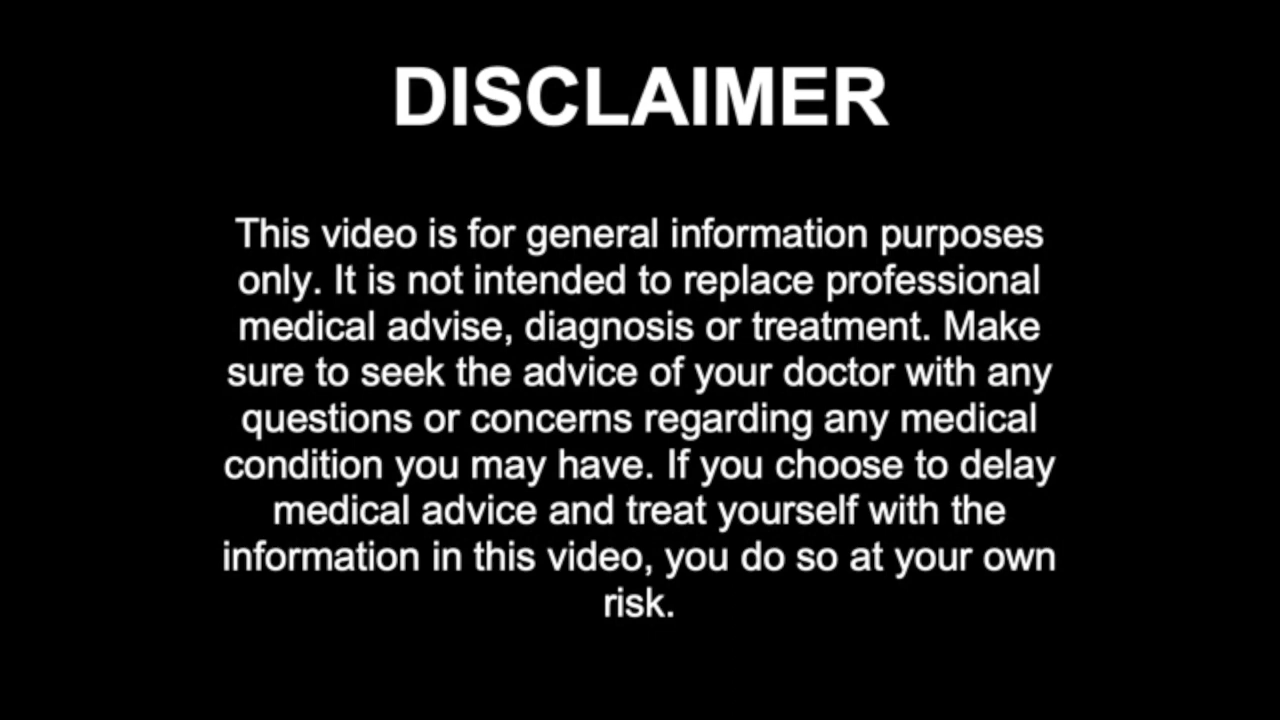 DISCLAIMER
This video is for general information purposes
only. It is not intended to replace professional
medical advise, diagnosis or treatment. Make
sure to seek the advice of your doctor with any
questions or concerns regarding any medical
condition you may have. If you choose to delay
medical advice and treat yourself with the
information in this video, you do so at your own
risk.